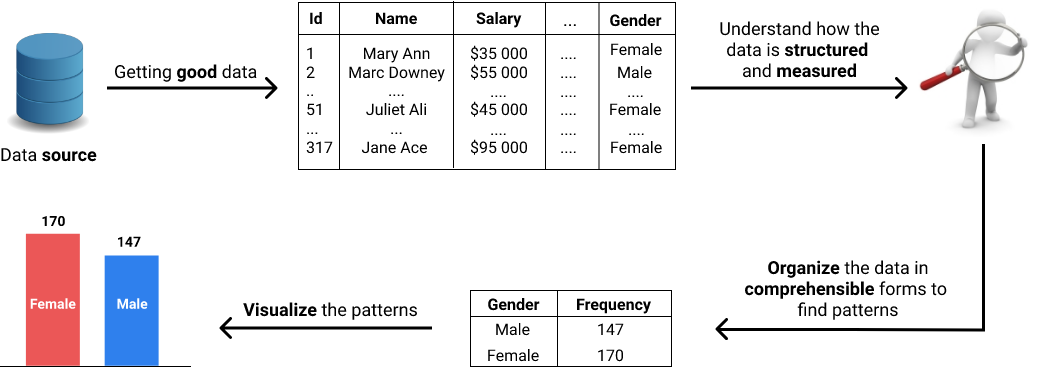 Data source
Getting good data
Id Name Salary ... Gender
1 Mary Ann $35 000 .... Female
2 Marc Downey $55 000 .... Male
.. .... .... .... ....
51 Juliet Ali $45 000 .... Female
... ... .... .... ....
317 Jane Ace $95 000 .... Female
Understand how the
data is structured
and measured
Organize the data in
comprehensible forms to
find patterns
Gender Frequency
Male 147
Female 170
Visualize the patterns
170
147
Female
Male